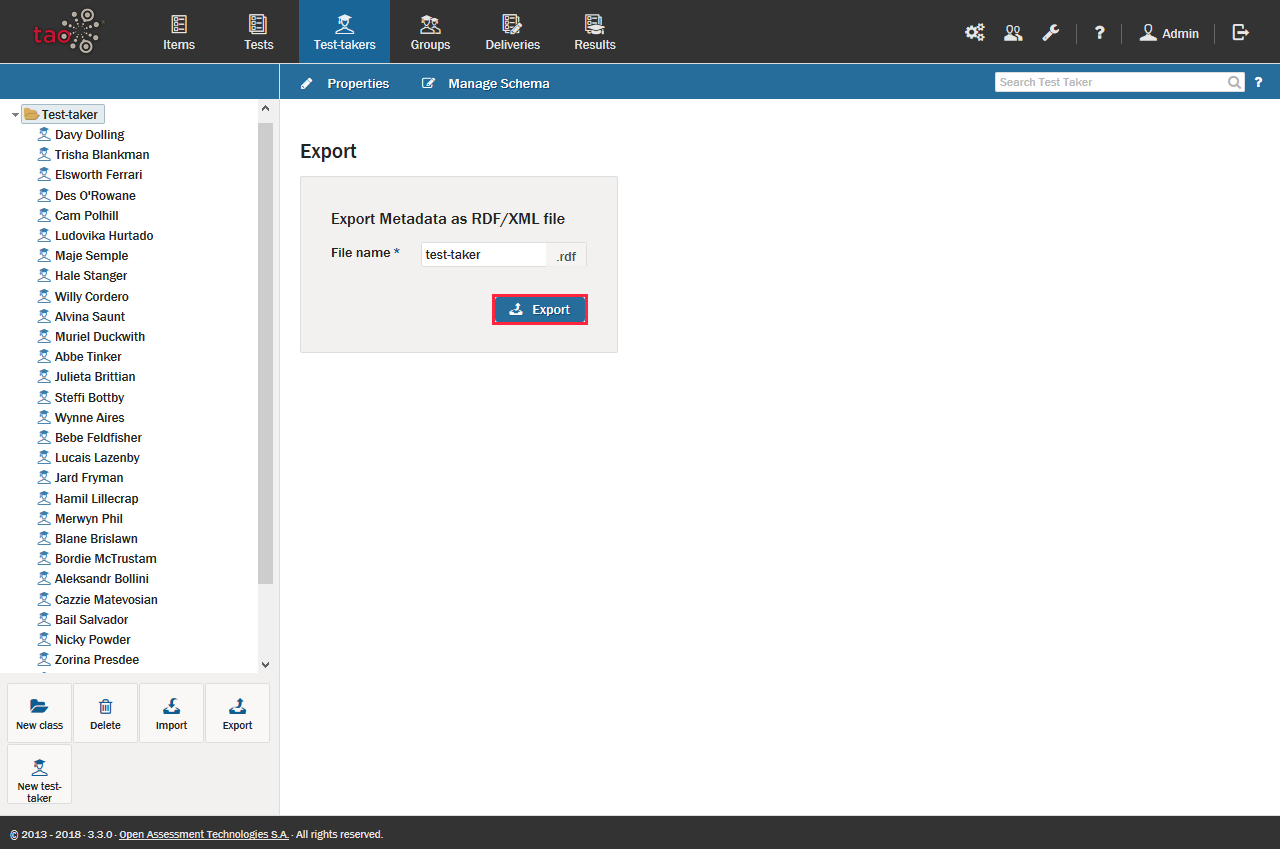 tao
Items
Tests
Test-takers
Groups
Deliveries
Results
?
Admin
Properties
Manage Schema
Search Test Taker
?
Test-taker
Davy Dolling
Trisha Blankman
Elsworth Ferrari
Des O'Rowane
Cam Polhill
Ludovika Hurtado
Maje Semple
Hale Stanger
Willy Cordero
Alvina Saunt
Muriel Duckwith
Abbe Tinker
Julieta Brittian
Steffi Bottby
Wynne Aires
Bebe Feldfisher
Lucais Lazenby
Jard Fryman
Hamil Lillecrap
Merwyn Phil
Blane Brislawn
Bordie McTrustam
Aleksandr Bollini
Cazzie Matevosian
Bail Salvador
Nicky Powder
Zorina Presdee
New class
Delete
Import
Export
New test-
taker
Export
Export Metadata as RDF/XML file
File name *
test-taker
.rdf
Export
© 2013 - 2018 · 3.3.0 · Open Assessment Technologies S.A. · All rights reserved.